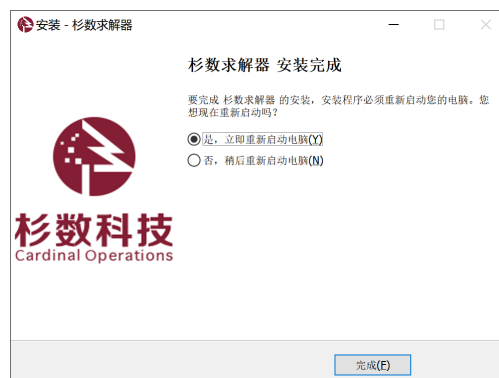 安装 - 杉数求解器
杉数求解器 安装完成
要完成 杉数求解器 的安装，安装程序必须重新启动您的电脑。您
想现在重新启动吗？
是，立即重新启动电脑(Y)
否，稍后重新启动电脑(N)
杉数科技
Cardinal Operations
完成(F)